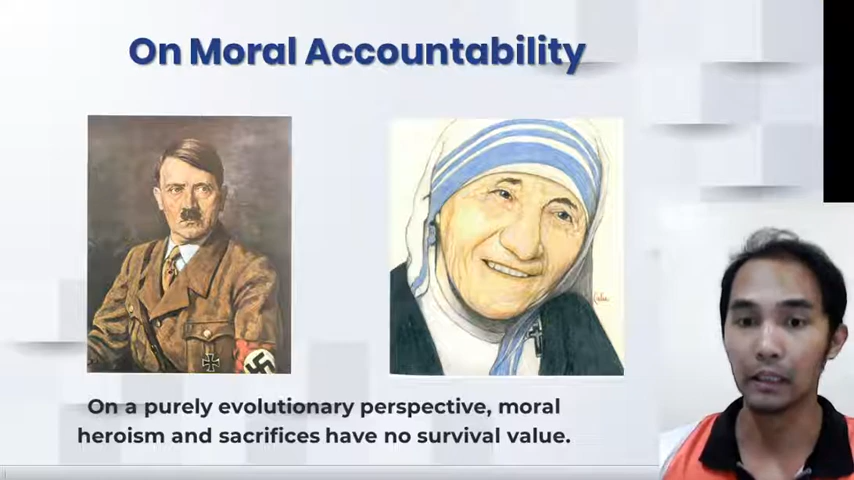 On Moral Accountability
On a purely evolutionary perspective, moral
heroism and sacrifices have no survival value.